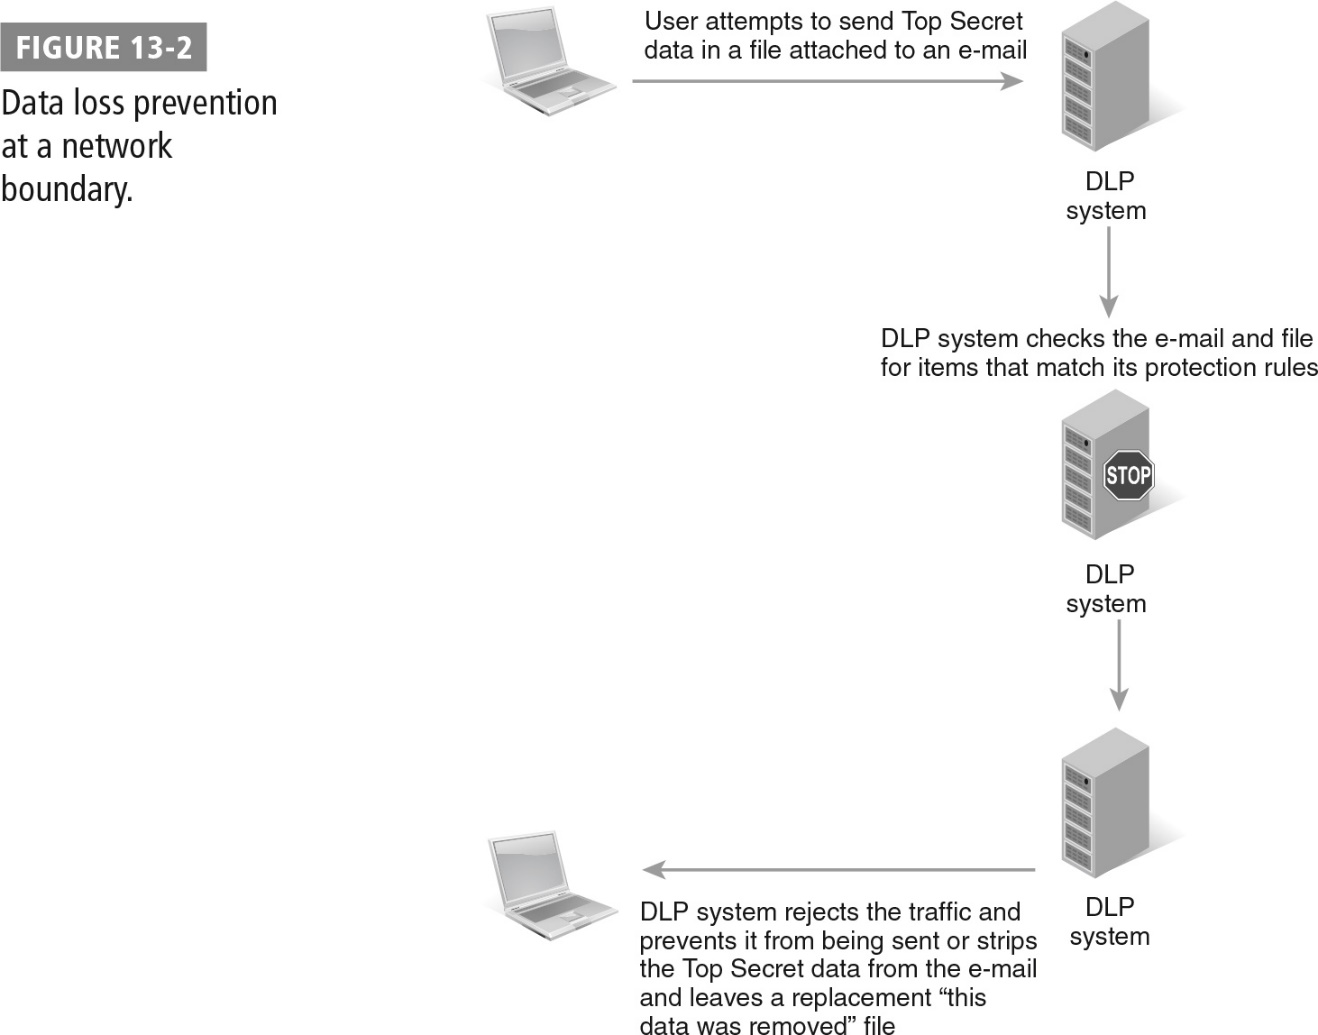 FIGURE 13-2
Data loss prevention
at a network
boundary.
User attempts to send Top Secret
data in a file attached to an e-mail
DLP
system
DLP system checks the e-mail and file
for items that match its protection rules
STOP
DLP
system
DLP
system
DLP system rejects the traffic and
prevents it from being sent or strips
the Top Secret data from the e-mail
and leaves a replacement “this
data was removed” file